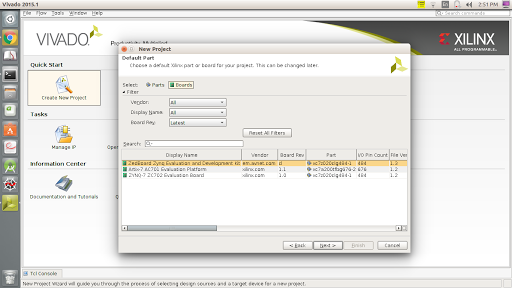 Vivado 2015.1
2:51 PM
File Flow Tools Window Help
Search commands
VIVADO.
XILINX
ALL PROGRAMMABLE.
Quick Start
Create New Project
Tasks
Manage IP
Information Center
Documentation and Tutorials
New Project
Default Part
Choose a default Xilinx part or board for your project. This can be changed later.
Select: Parts Boards
Filter
Vendor: All
Display Name All
Board Rev: Latest
Reset All Filters
Search:
Display Name Vendor Board Rev Part I/O Pin Count File Ver
ZedBoard Zynq Evaluation and Development Kit em.avnet.com d xc7z020clg484-1 484 1.3
Artix-7 AC701 Evaluation Platform xilinx.com 1.1 xc7a200tfbg676-2 676 1.2
ZYNQ-7 ZC702 Evaluation Board xilinx.com 1.0 xc7z020clg484-1 484 1.2
< Back Next > Finish Cancel
Tcl Console
New Project Wizard will guide you through the process of selecting design sources and a target device for a new project.